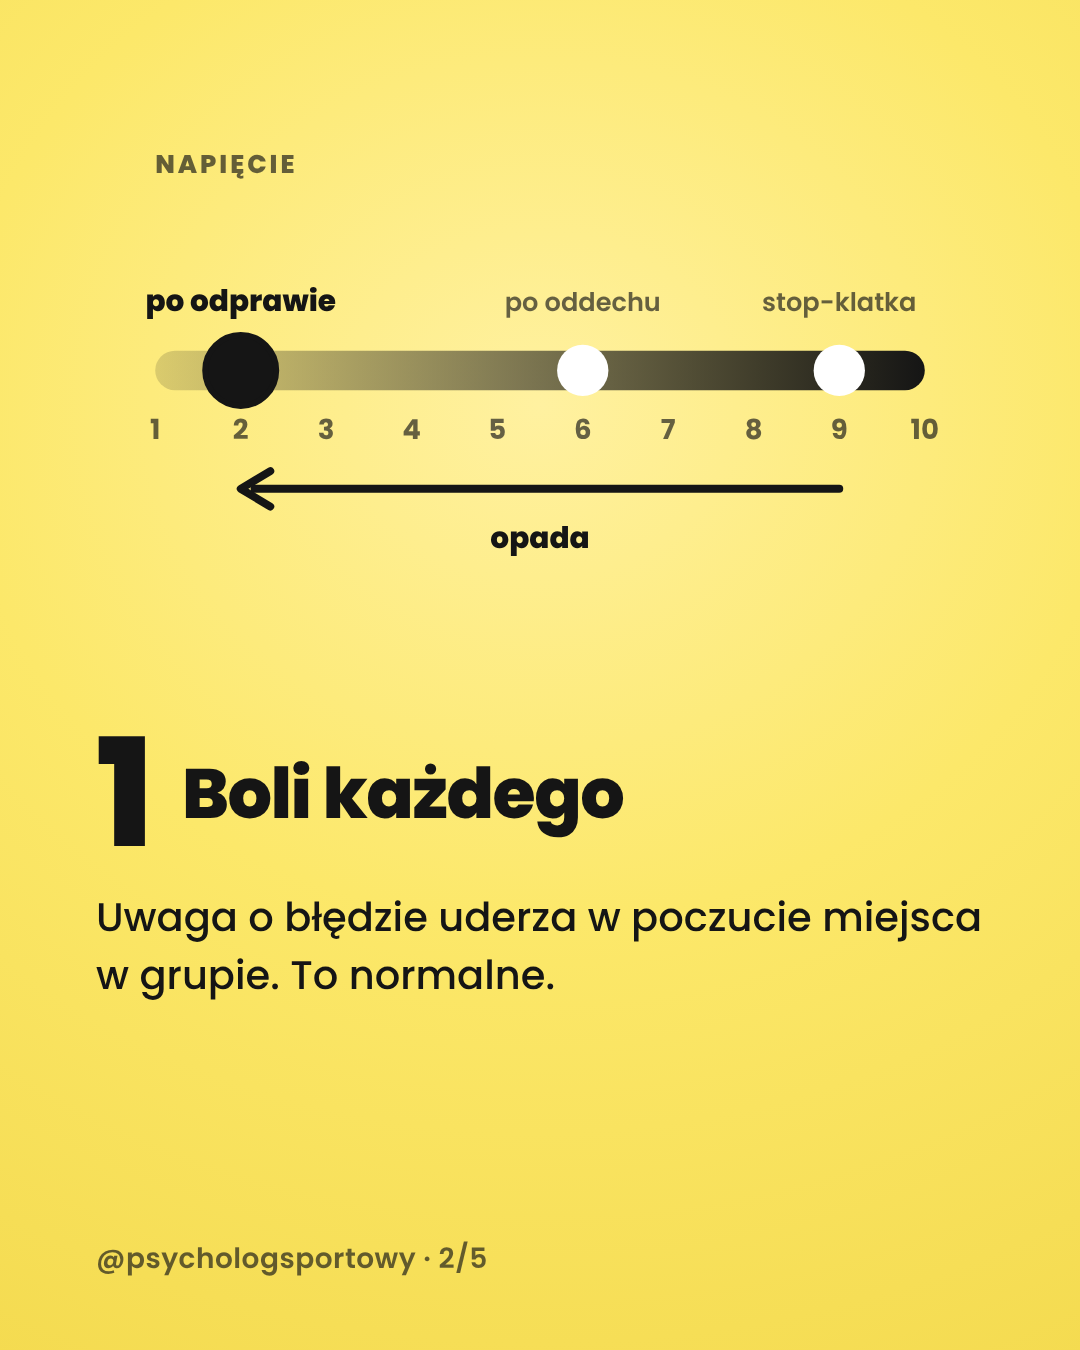 NAPIĘCIE
po odprawie po oddechu stop-klatka
1 2 3 4 5 6 7 8 9 10
opada
1 Boli każdego
Uwaga o błędzie uderza w poczucie miejsca
w grupie. To normalne.
@psychologsportowy · 2/5